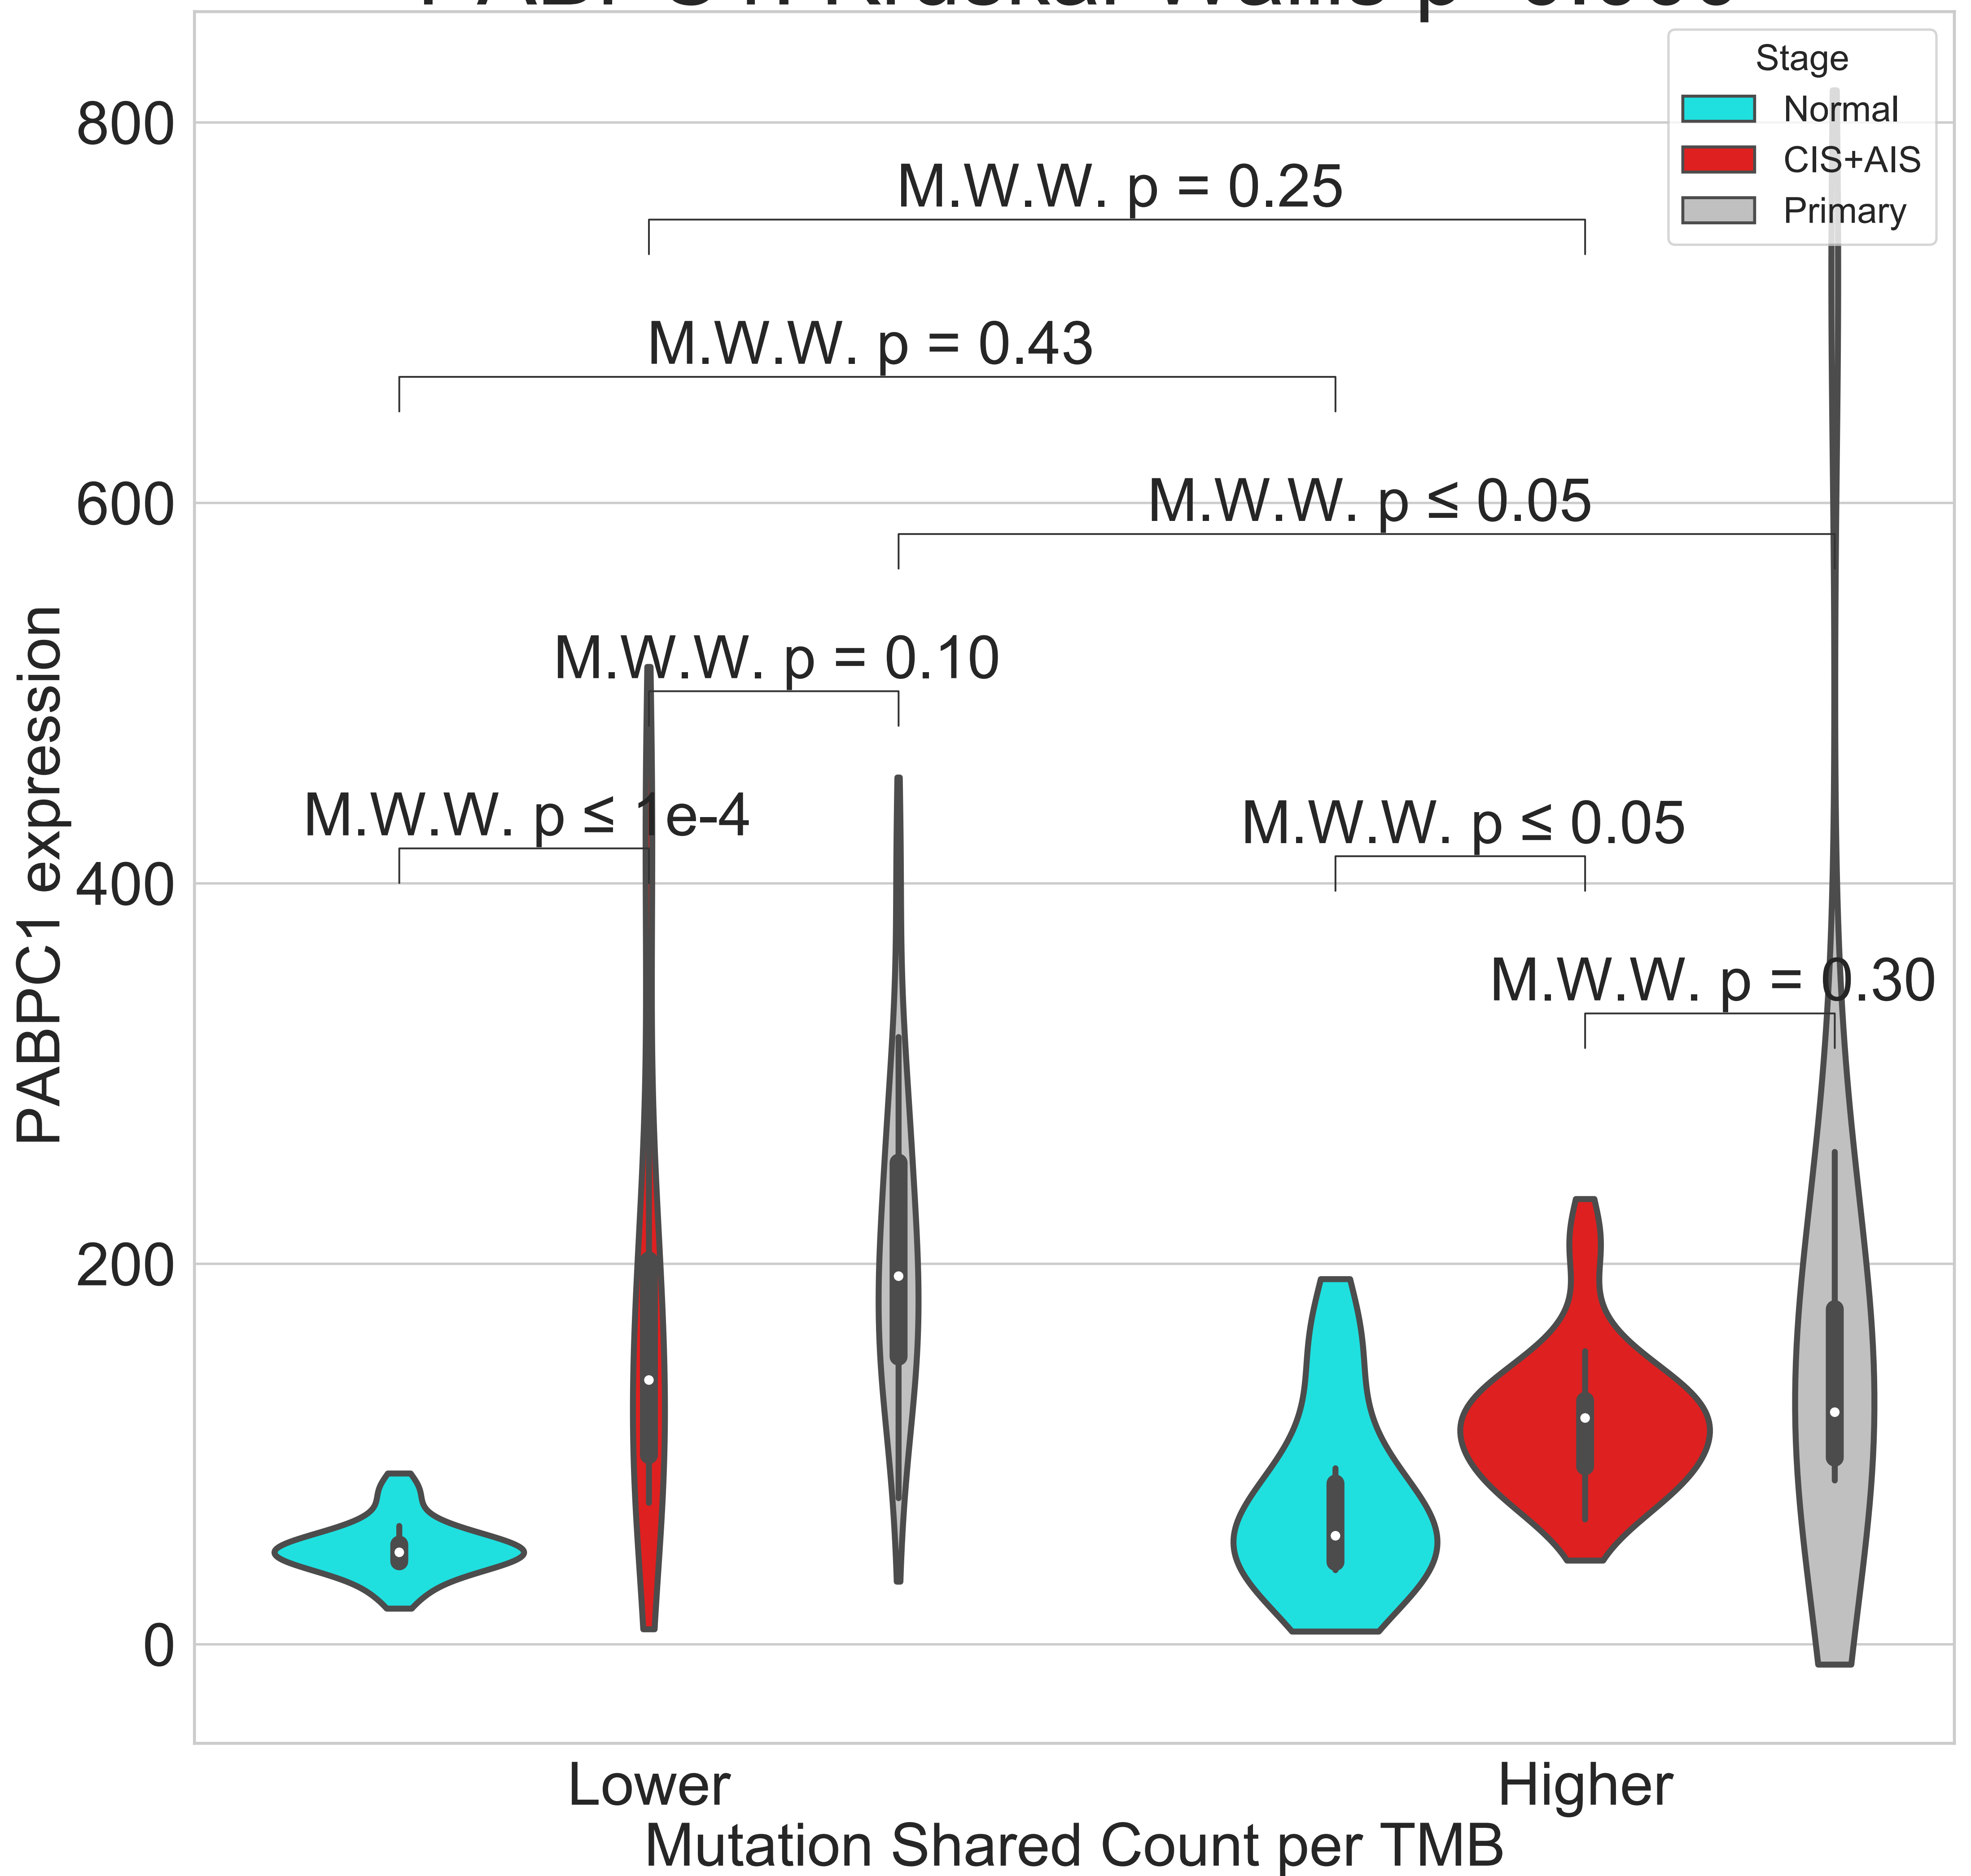 Stage
Normal
CIS+AIS
Primary
800
600
400
200
0
PABPC1 expression
M.W.W. p = 0.25
M.W.W. p = 0.43
M.W.W. p ≤ 0.05
M.W.W. p = 0.10
M.W.W. p ≤ 1e-4
M.W.W. p ≤ 0.05
M.W.W. p = 0.30
Lower
Higher
Mutation Shared Count per TMB